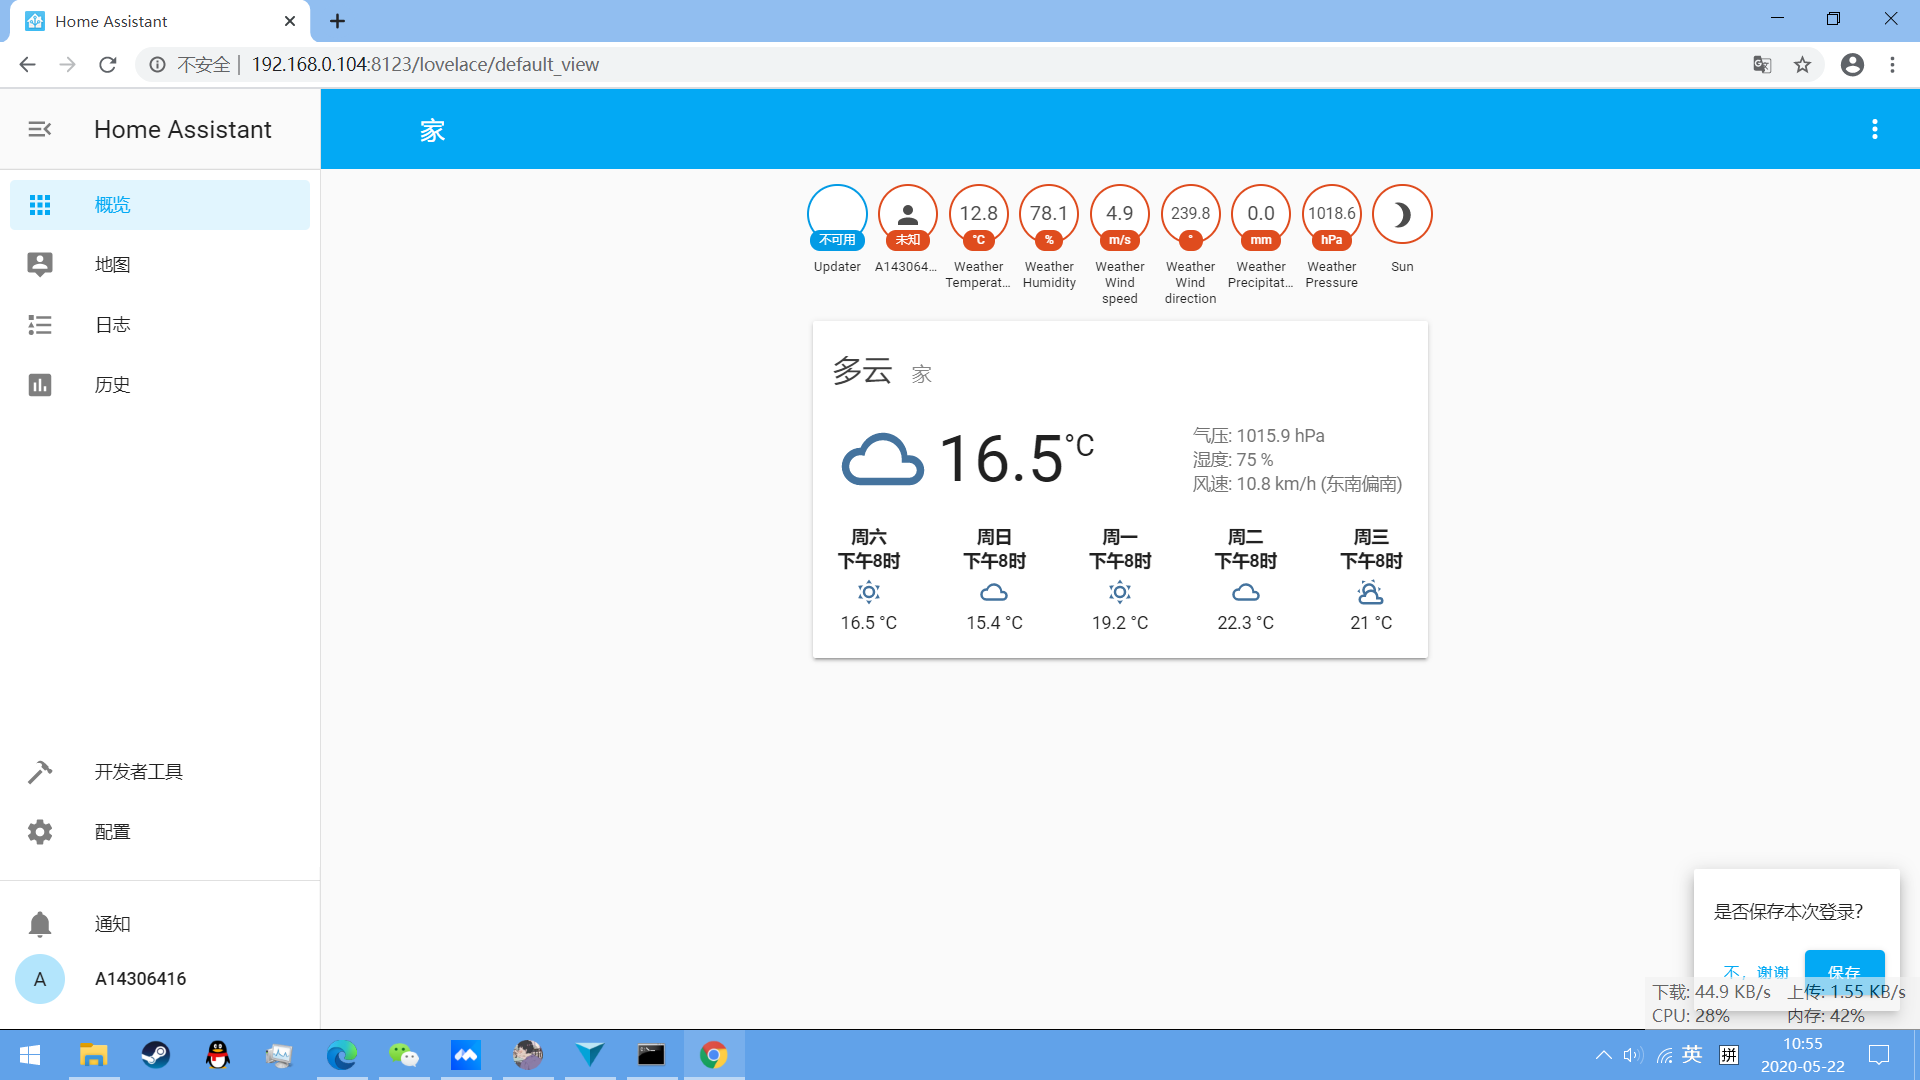 Home Assistant
不安全 192.168.0.104:8123/lovelace/default_view
Home Assistant
家
概览
地图
日志
历史
开发者工具
配置
通知
A A14306416
不可用
Updater
未知
A143064...
12.8
°C
Weather
Temperat...
78.1
%
Weather
Humidity
4.9
m/s
Weather
Wind
speed
239.8
°
Weather
Wind
direction
0.0
mm
Weather
Precipitat...
1018.6
hPa
Weather
Pressure
Sun
多云 家
16.5 °C
气压: 1015.9 hPa
湿度: 75 %
风速: 10.8 km/h (东南偏南)
周六 周日 周一 周二 周三
下午8时 下午8时 下午8时 下午8时 下午8时
16.5 °C 15.4 °C 19.2 °C 22.3 °C 21 °C
是否保存本次登录?
不，谢谢 保存
下载: 44.9 KB/s 上传: 1.55 KB/s
CPU: 28% 内存: 42%
英 拼
10:55
2020-05-22